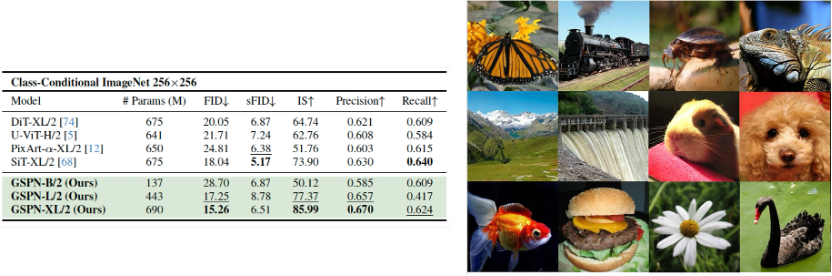 Class-Conditional ImageNet 256×256
Model # Params (M) FID↓ sFID↓ IS↑ Precision↑ Recall↑
DiT-XL/2 [74] 675 20.05 6.87 64.74 0.621 0.609
U-ViT-H/2 [5] 641 21.71 7.24 62.76 0.608 0.584
PixArt-α-XL/2 [12] 650 24.81 6.38 51.76 0.603 0.615
SiT-XL/2 [68] 675 18.04 5.17 73.90 0.630 0.640
GSPN-B/2 (Ours) 137 28.70 6.87 50.12 0.585 0.609
GSPN-L/2 (Ours) 443 17.25 8.78 77.37 0.657 0.417
GSPN-XL/2 (Ours) 690 15.26 6.51 85.99 0.670 0.624